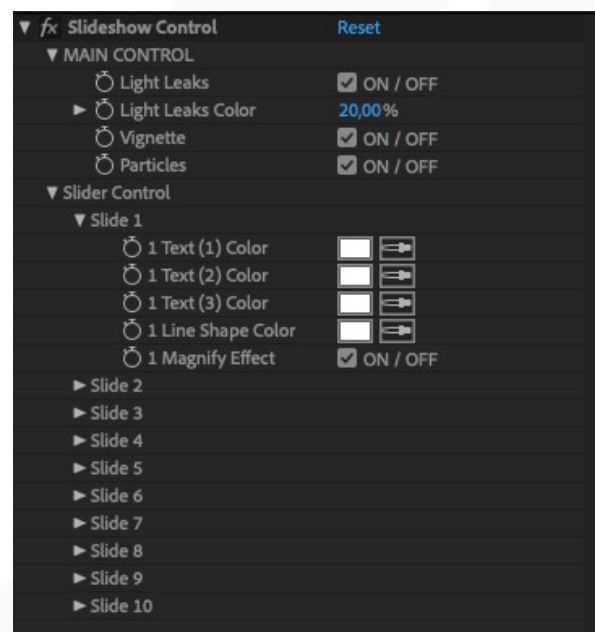 fx Slideshow Control Reset
MAIN CONTROL
Light Leaks ON / OFF
Light Leaks Color 20,00%
Vignette ON / OFF
Particles ON / OFF
Slider Control
Slide 1
1 Text (1) Color
1 Text (2) Color
1 Text (3) Color
1 Line Shape Color
1 Magnify Effect ON / OFF
Slide 2
Slide 3
Slide 4
Slide 5
Slide 6
Slide 7
Slide 8
Slide 9
Slide 10